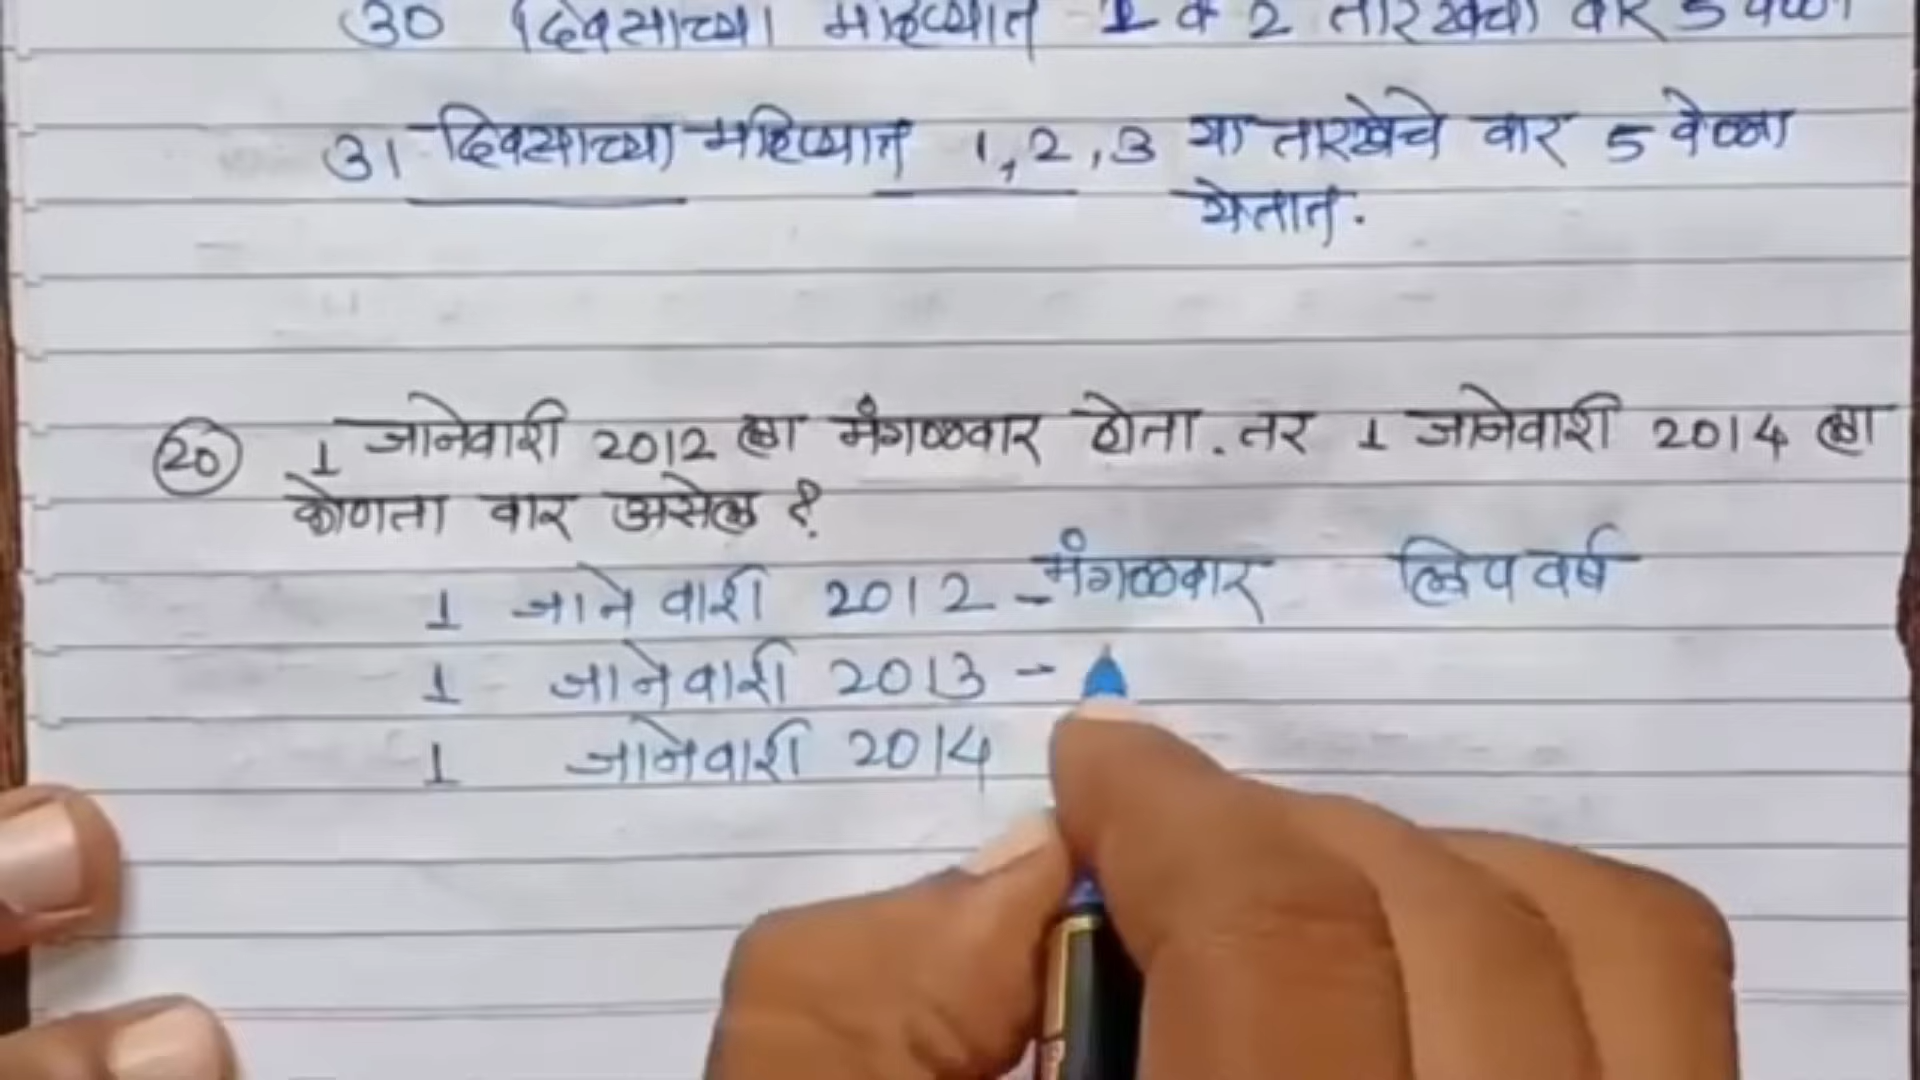 30 दिवसाच्या महिण्यात 1 व 2 तारखेचा वार 5 वेळा
31 दिवसाच्या महिण्यात 1,2,3 या तारखेचे वार 5 वेळा
येतात.
20 1 जानेवारी 2012 ला मंगळवार होता. तर 1 जानेवारी 2014 ला
कोणता वार असेल ?
1 जानेवारी 2012 - मंगळवार लिपवर्ष
1 जानेवारी 2013 -
1 जानेवारी 2014